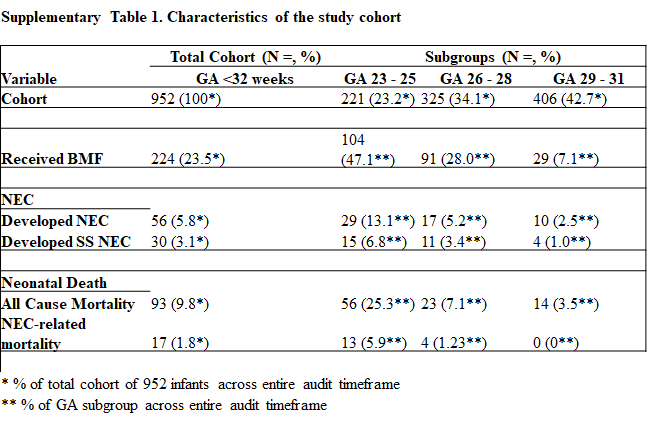 Supplementary Table 1. Characteristics of the study cohort
Total Cohort (N =, %) Subgroups (N =, %)
Variable GA <32 weeks GA 23 - 25 GA 26 - 28 GA 29 - 31
Cohort 952 (100*) 221 (23.2*) 325 (34.1*) 406 (42.7*)
104
Received BMF 224 (23.5*) (47.1**) 91 (28.0**) 29 (7.1**)
NEC
Developed NEC 56 (5.8*) 29 (13.1**) 17 (5.2**) 10 (2.5**)
Developed SS NEC 30 (3.1*) 15 (6.8**) 11 (3.4**) 4 (1.0**)
Neonatal Death
All Cause Mortality 93 (9.8*) 56 (25.3**) 23 (7.1**) 14 (3.5**)
NEC-related
mortality 17 (1.8*) 13 (5.9**) 4 (1.23**) 0 (0**)
* % of total cohort of 952 infants across entire audit timeframe
** % of GA subgroup across entire audit timeframe